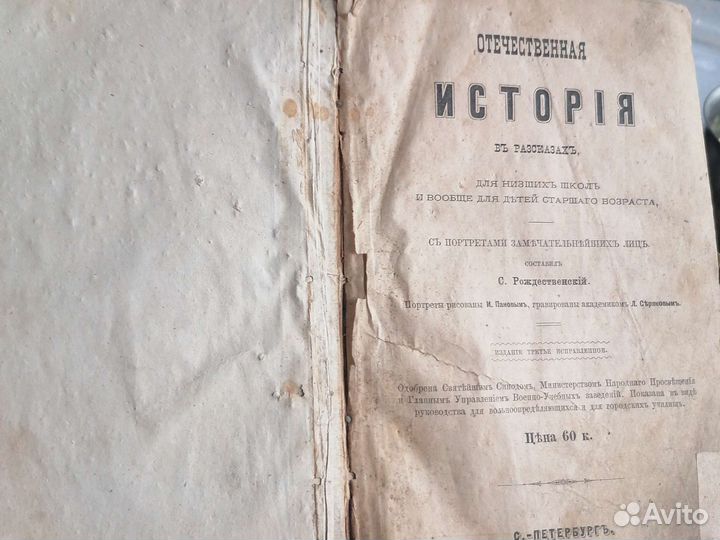 ОТЕЧЕСТВЕННАЯ
ИСТОРІЯ
ВЪ РАЗСКАЗАХЪ,
ДЛЯ НИЗШИХЪ ШКОЛЪ
И ВООБЩЕ ДЛЯ ДѢТЕЙ СТАРШАГО ВОЗРАСТА,
СЪ ПОРТРЕТАМИ ЗАМѢЧАТЕЛЬНѢЙШИХЪ ЛИЦЪ.
СОСТАВИЛЪ
С. Рождественскій.
Портреты рисованы И. Пановымъ, гравированы академикомъ Л. Сѣряковымъ.
ИЗДАНІЕ ТРЕТЬЕ ИСПРАВЛЕННОЕ.
Одобрена Святѣйшимъ Синодомъ, Министерствомъ Народнаго Просвѣщенія
и Главнымъ Управленіемъ Военно-Учебныхъ заведеній. Показана въ видѣ
руководства для вольноопредѣляющихся и для городскихъ училищъ.
Цѣна 60 к.
С.-ПЕТЕРБУРГЪ.
Avito